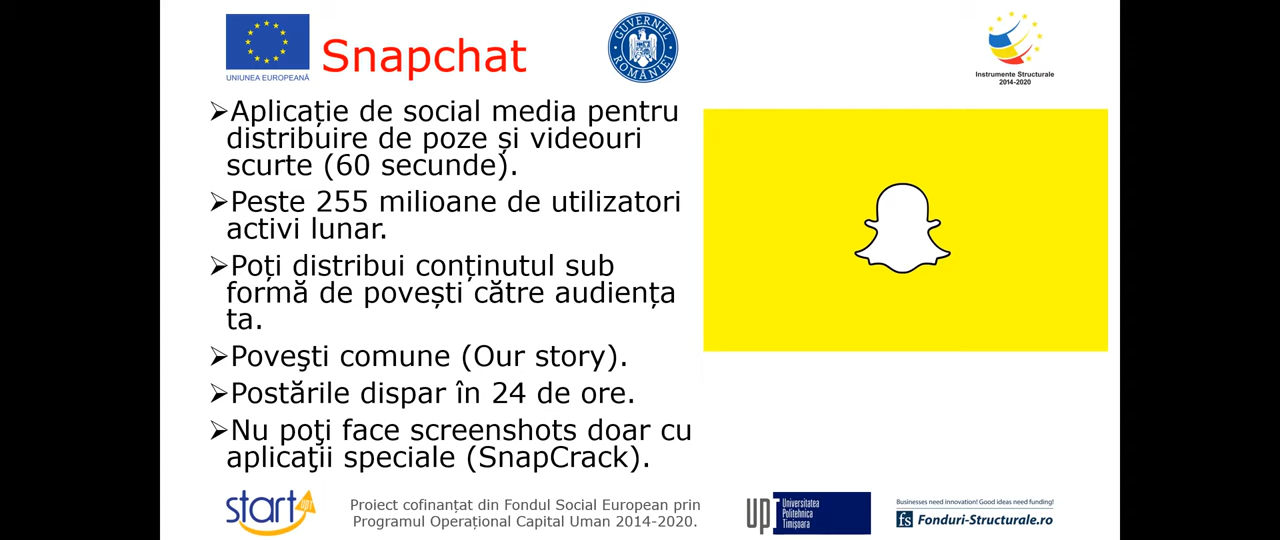 UNIUNEA EUROPEANĂ
Snapchat
GUVERNUL ROMÂNIEI
Instrumente Structurale
2014-2020
➢Aplicație de social media pentru
distribuire de poze și videouri
scurte (60 secunde).
➢Peste 255 milioane de utilizatori
activi lunar.
➢Poți distribui conținutul sub
formă de povești către audiența
ta.
➢Poveşti comune (Our story).
➢Postările dispar în 24 de ore.
➢Nu poţi face screenshots doar cu
aplicaţii speciale (SnapCrack).
start upt
Proiect cofinanțat din Fondul Social European prin
Programul Operațional Capital Uman 2014-2020.
UPT
Universitatea
Politehnica
Timișoara
Businesses need innovation! Good ideas need funding!
fs Fonduri-Structurale.ro